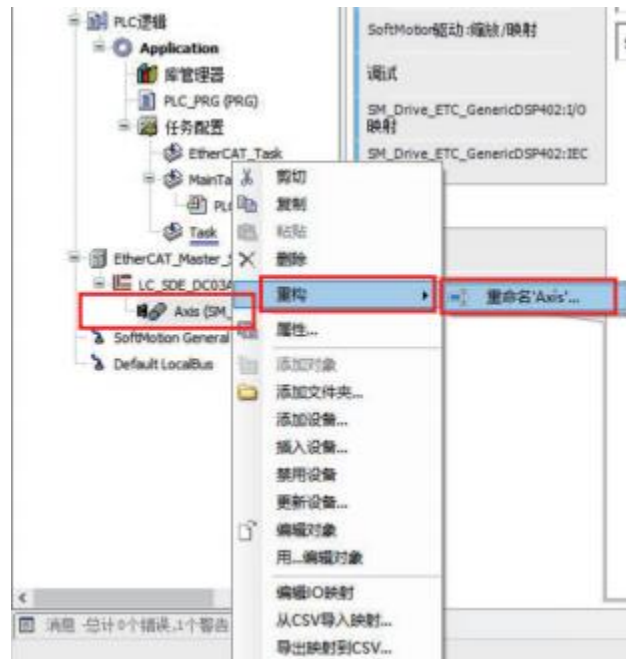 PLC逻辑
Application
库管理器
PLC_PRG (PRG)
任务配置
EtherCAT_Task
MainTa
PL
Task
EtherCAT_Master_
LC_SDE_DC03A
Axis (SM_
SoftMotion General
Default LocalBus
SoftMotion驱动:缩放/映射
调试
SM_Drive_ETC_GenericDSP402:I/O
映射
SM_Drive_ETC_GenericDSP402:IEC
剪切
复制
粘贴
删除
重构
重命名'Axis'...
属性...
添加对象
添加文件夹...
添加设备...
插入设备...
禁用设备
更新设备...
编辑对象
用...编辑对象
编辑IO映射
从CSV导入映射...
导出映射到CSV...
消息 -总计0个错误,1个警告